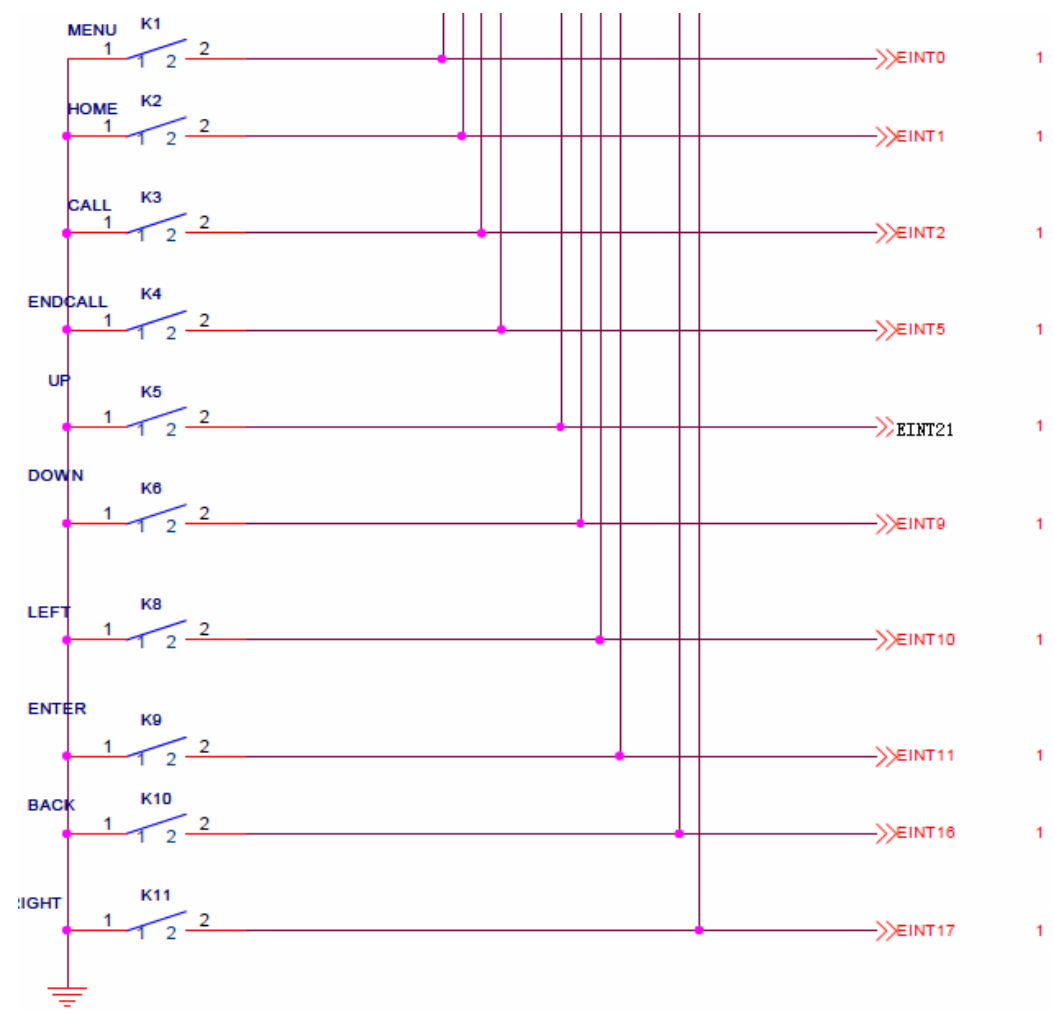 MENU K1
1 1 2 2 EINT0 1
HOME K2
1 1 2 2 EINT1 1
CALL K3
1 1 2 2 EINT2 1
ENDCALL K4
1 1 2 2 EINT5 1
UP K5
1 1 2 2 EINT21 1
DOWN K6
1 1 2 2 EINT9 1
LEFT K8
1 1 2 2 EINT10 1
ENTER K9
1 1 2 2 EINT11 1
BACK K10
1 1 2 2 EINT16 1
IGHT K11
1 1 2 2 EINT17 1